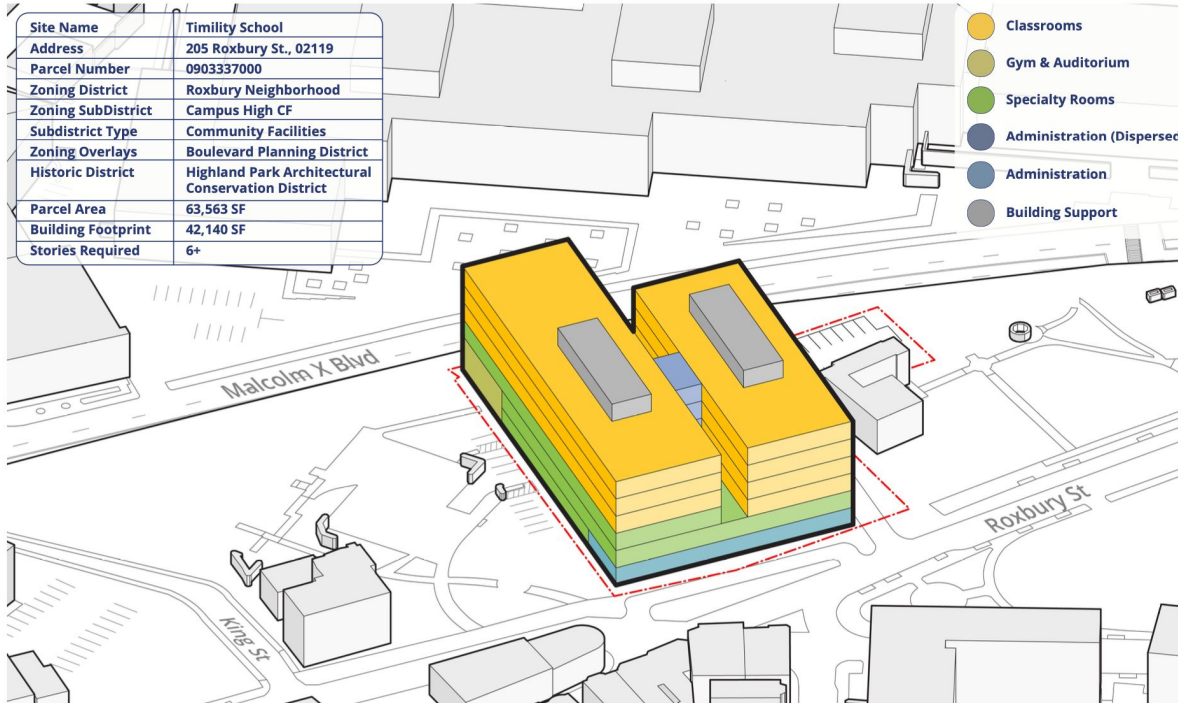 Site Name Timility School
Address 205 Roxbury St., 02119
Parcel Number 0903337000
Zoning District Roxbury Neighborhood
Zoning SubDistrict Campus High CF
Subdistrict Type Community Facilities
Zoning Overlays Boulevard Planning District
Historic District Highland Park Architectural
Conservation District
Parcel Area 63,563 SF
Building Footprint 42,140 SF
Stories Required 6+
Classrooms
Gym & Auditorium
Specialty Rooms
Administration (Dispersed
Administration
Building Support
Malcolm X Blvd
Roxbury St
King St